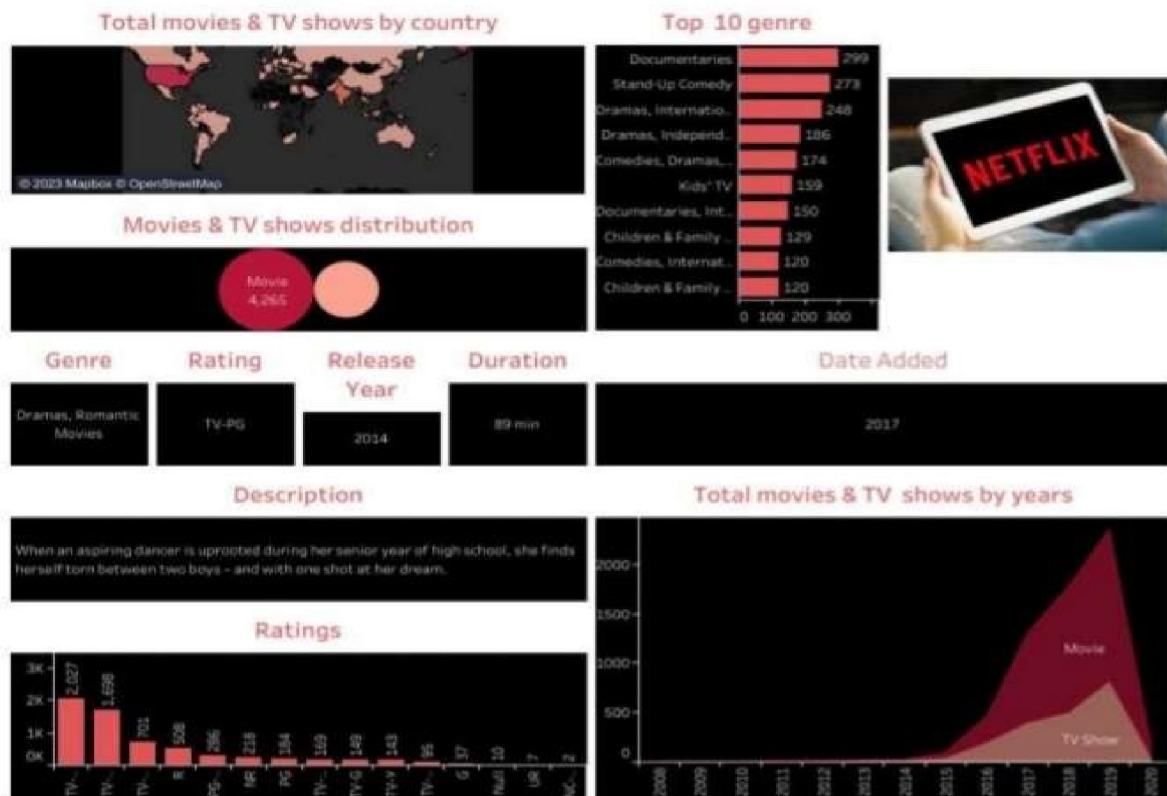 Total movies & TV shows by country
© 2023 Mapbox © OpenStreetMap
Top 10 genre
Documentaries 299
Stand-Up Comedy 273
Dramas, Internatio.. 248
Dramas, Independ.. 186
Comedies, Dramas,.. 174
Kids' TV 159
Documentaries, Int.. 150
Children & Family .. 129
Comedies, Internat.. 120
Children & Family .. 120
0 100 200 300
NETFLIX
Movies & TV shows distribution
Movie
4,265
Genre
Dramas, Romantic
Movies
Rating
TV-PG
Release
Year
2014
Duration
89 min
Date Added
2017
Description
When an aspiring dancer is uprooted during her senior year of high school, she finds
herself torn between two boys – and with one shot at her dream.
Ratings
3K
2K
1K
0K
2,027
1,698
701
508
286
218
184
169
149
143
95
37
10
7
2
TV-..
TV-..
TV-..
R
PG-..
NR
PG
TV-..
TV-G
TV-Y
TV-..
G
Null
UR
NC-..
Total movies & TV shows by years
2000
1500
1000
500
0
Movie
TV Show
2008
2009
2010
2011
2012
2013
2014
2015
2016
2017
2018
2019
2020